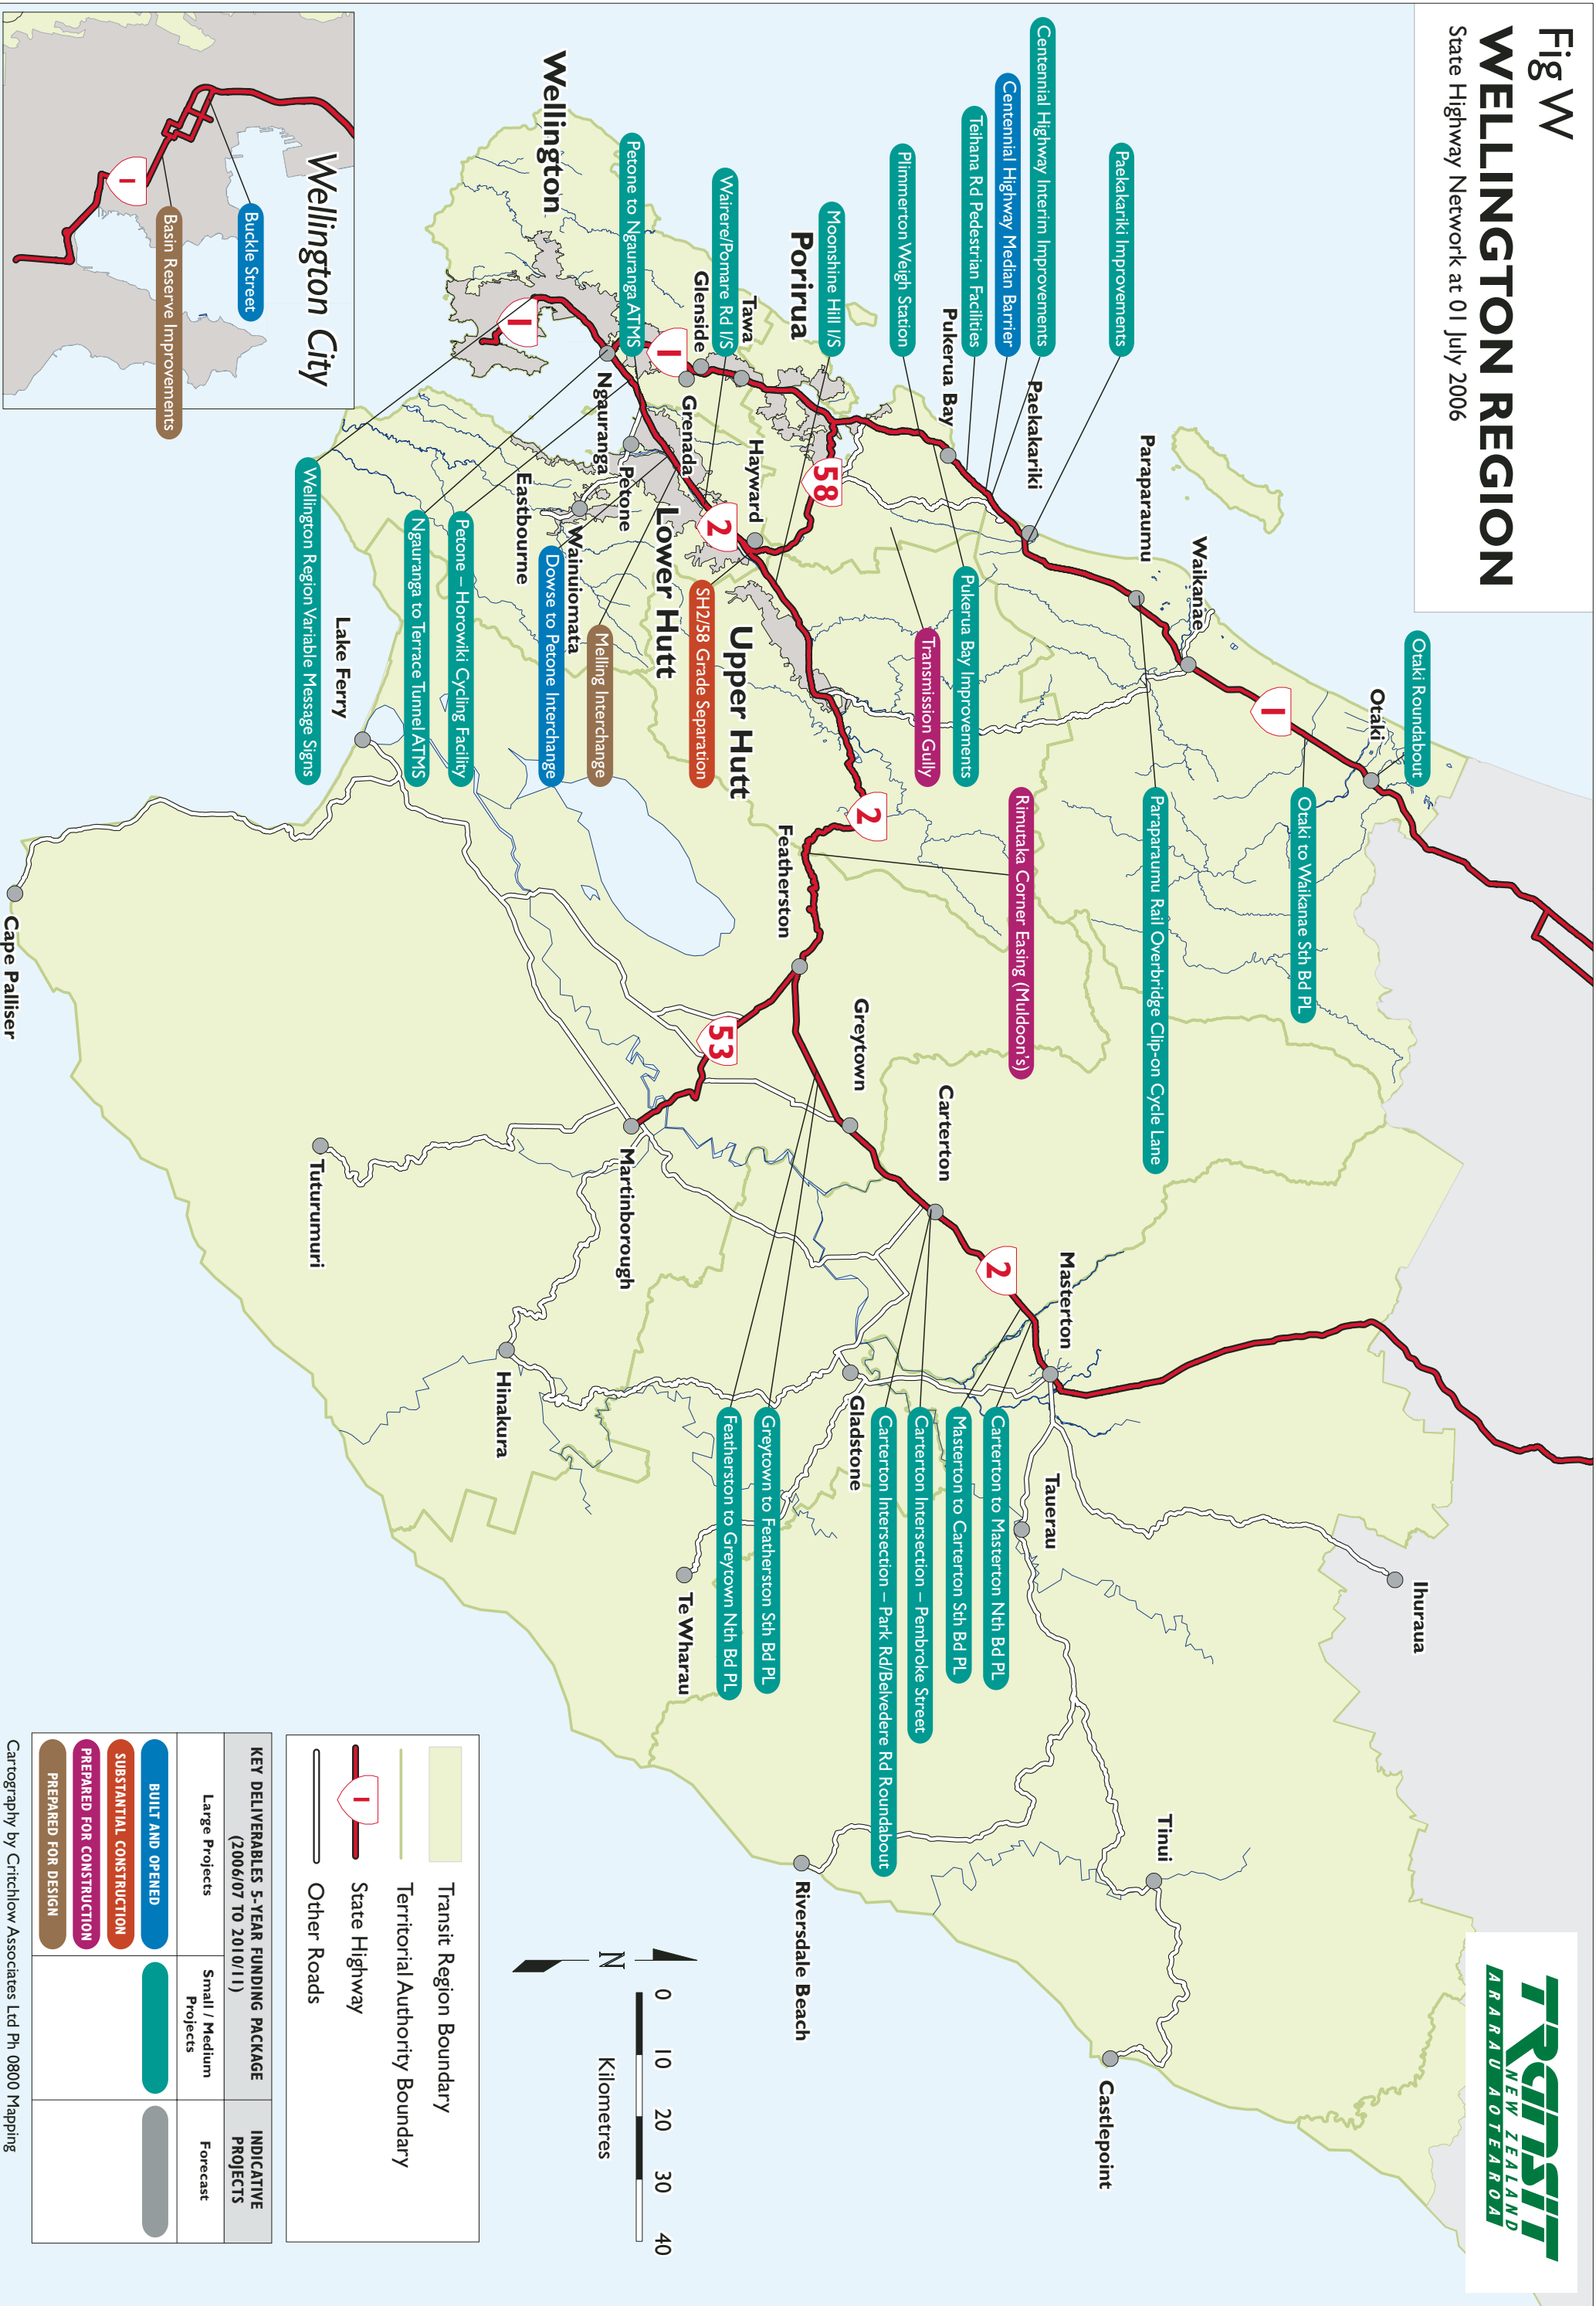 Fig W
WELLINGTON REGION
State Highway Network at 01 July 2006
TRANSIT
NEW ZEALAND
ARARAU AOTEAROA
Otaki Roundabout
Otaki
Otaki to Waikanae Sth Bd PL
1
Waikanae
Paraparaumu
Paraparaumu Rail Overbridge Clip-on Cycle Lane
Paekakariki Improvements
Centennial Highway Interim Improvements
Centennial Highway Median Barrier
Teihana Rd Pedestrian Facilities
Plimmerton Weigh Station
Paekakariki
Pukerua Bay
Pukerua Bay Improvements
Transmission Gully
Rimutaka Corner Easing (Muldoon's)
Moonshine Hill I/S
Porirua
58
Wairere/Pomare Rd I/S
Tawa
Glenside
1
Petone to Ngauranga ATMS
Wellington
1
Hayward
2
Grenada
Ngauranga
Petone
Lower Hutt
Upper Hutt
Wainuiomata
Eastbourne
SH2/58 Grade Separation
Melling Interchange
Dowse to Petone Interchange
Petone – Horowiki Cycling Facility
Ngauranga to Terrace Tunnel ATMS
Wellington Region Variable Message Signs
Lake Ferry
Cape Palliser
2
Featherston
53
Greytown
Carterton
2
Masterton
Martinborough
Tuturumuri
Hinakura
Gladstone
Tauerau
Ihuraua
Te Wharau
Carterton to Masterton Nth Bd PL
Masterton to Carterton Sth Bd PL
Carterton Intersection – Pembroke Street
Carterton Intersection – Park Rd/Belvedere Rd Roundabout
Greytown to Featherston Sth Bd PL
Featherston to Greytown Nth Bd PL
Tinui
Riversdale Beach
Castlepoint
Wellington City
Buckle Street
Basin Reserve Improvements
1
N
0 10 20 30 40
Kilometres
Transit Region Boundary
Territorial Authority Boundary
1
State Highway
Other Roads
KEY DELIVERABLES 5-YEAR FUNDING PACKAGE
(2006/07 TO 2010/11)
INDICATIVE
PROJECTS
Large Projects
Small / Medium
Projects
Forecast
BUILT AND OPENED
SUBSTANTIAL CONSTRUCTION
PREPARED FOR CONSTRUCTION
PREPARED FOR DESIGN
Cartography by Critchlow Associates Ltd Ph 0800 Mapping